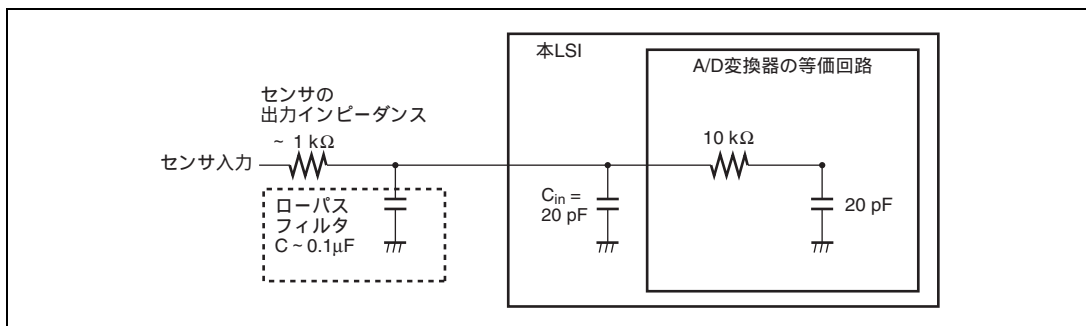 本LSI
A/D変換器の等価回路
センサの
出力インピーダンス
~ 1 kΩ
10 kΩ
センサ入力
ローパス
フィルタ
C ~ 0.1μF
Cin =
20 pF
20 pF